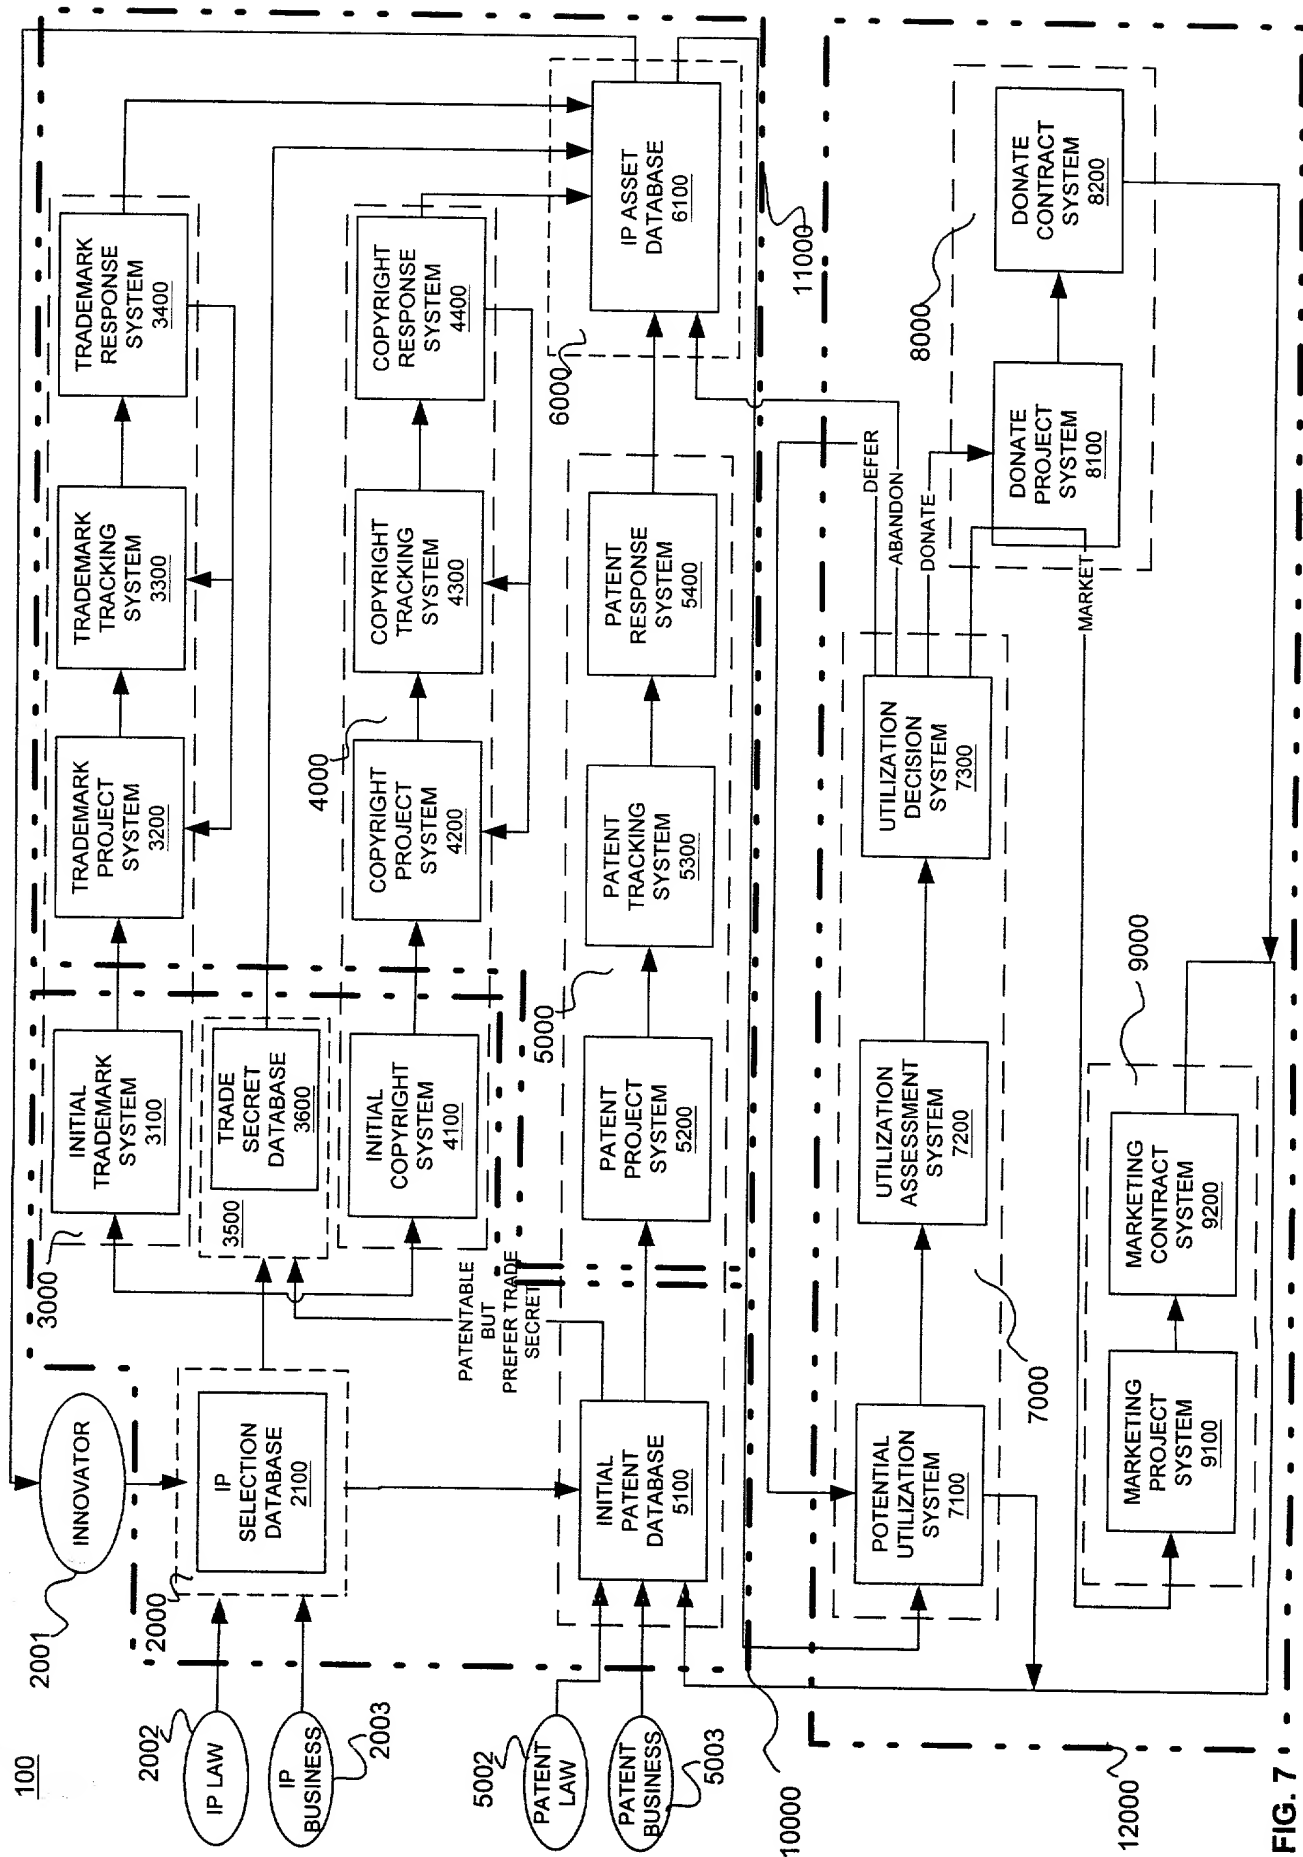 100
2001
INNOVATOR
2002
IP LAW
2003
IP
BUSINESS
2000
IP
SELECTION
DATABASE
2100
3000
INITIAL
TRADEMARK
SYSTEM
3100
TRADEMARK
PROJECT
SYSTEM
3200
TRADEMARK
TRACKING
SYSTEM
3300
TRADEMARK
RESPONSE
SYSTEM
3400
3500
TRADE
SECRET
DATABASE
3600
4000
INITIAL
COPYRIGHT
SYSTEM
4100
COPYRIGHT
PROJECT
SYSTEM
4200
COPYRIGHT
TRACKING
SYSTEM
4300
COPYRIGHT
RESPONSE
SYSTEM
4400
PATENTABLE
BUT
PREFER TRADE
SECRET
5002
PATENT
LAW
PATENT
BUSINESS
5003
5000
INITIAL
PATENT
DATABASE
5100
PATENT
PROJECT
SYSTEM
5200
PATENT
TRACKING
SYSTEM
5300
PATENT
RESPONSE
SYSTEM
5400
6000
IP ASSET
DATABASE
6100
10000
11000
7000
POTENTIAL
UTILIZATION
SYSTEM
7100
UTILIZATION
ASSESSMENT
SYSTEM
7200
UTILIZATION
DECISION
SYSTEM
7300
DEFER
ABANDON
DONATE
MARKET
8000
DONATE
PROJECT
SYSTEM
8100
DONATE
CONTRACT
SYSTEM
8200
9000
MARKETING
PROJECT
SYSTEM
9100
MARKETING
CONTRACT
SYSTEM
9200
12000
FIG. 7